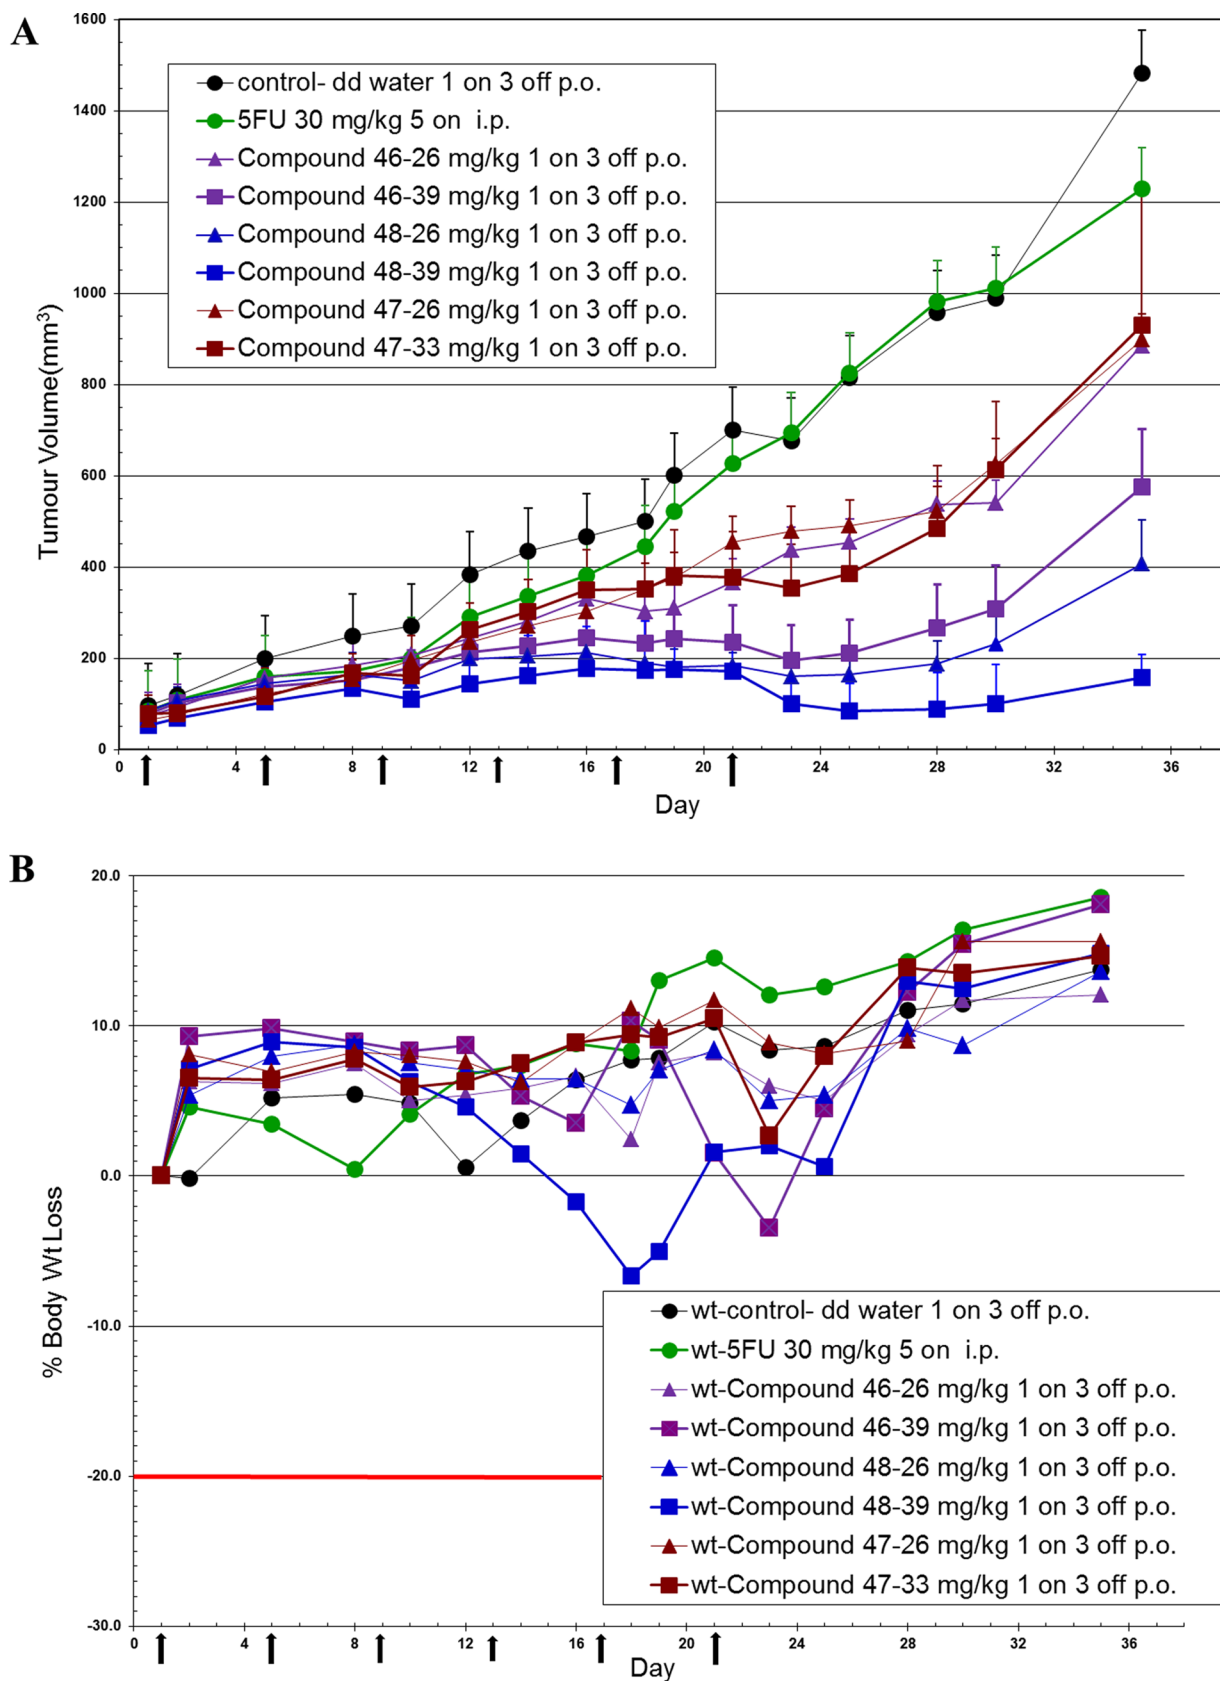 A
1600
1400
1200
1000
800
600
400
200
0
Tumour Volume(mm³)
control- dd water 1 on 3 off p.o.
5FU 30 mg/kg 5 on i.p.
Compound 46-26 mg/kg 1 on 3 off p.o.
Compound 46-39 mg/kg 1 on 3 off p.o.
Compound 48-26 mg/kg 1 on 3 off p.o.
Compound 48-39 mg/kg 1 on 3 off p.o.
Compound 47-26 mg/kg 1 on 3 off p.o.
Compound 47-33 mg/kg 1 on 3 off p.o.
0 4 8 12 16 20 24 28 32 36
Day
B
20.0
10.0
0.0
-10.0
-20.0
-30.0
% Body Wt Loss
wt-control- dd water 1 on 3 off p.o.
wt-5FU 30 mg/kg 5 on i.p.
wt-Compound 46-26 mg/kg 1 on 3 off p.o.
wt-Compound 46-39 mg/kg 1 on 3 off p.o.
wt-Compound 48-26 mg/kg 1 on 3 off p.o.
wt-Compound 48-39 mg/kg 1 on 3 off p.o.
wt-Compound 47-26 mg/kg 1 on 3 off p.o.
wt-Compound 47-33 mg/kg 1 on 3 off p.o.
0 4 8 12 16 20 24 28 32 36
Day